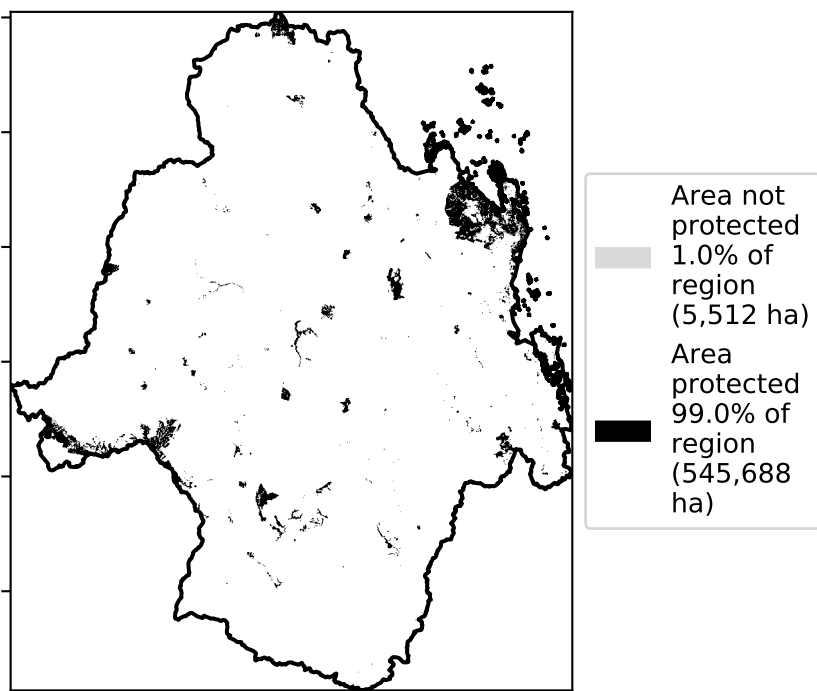 Area not
protected
1.0% of
region
(5,512 ha)
Area
protected
99.0% of
region
(545,688
ha)